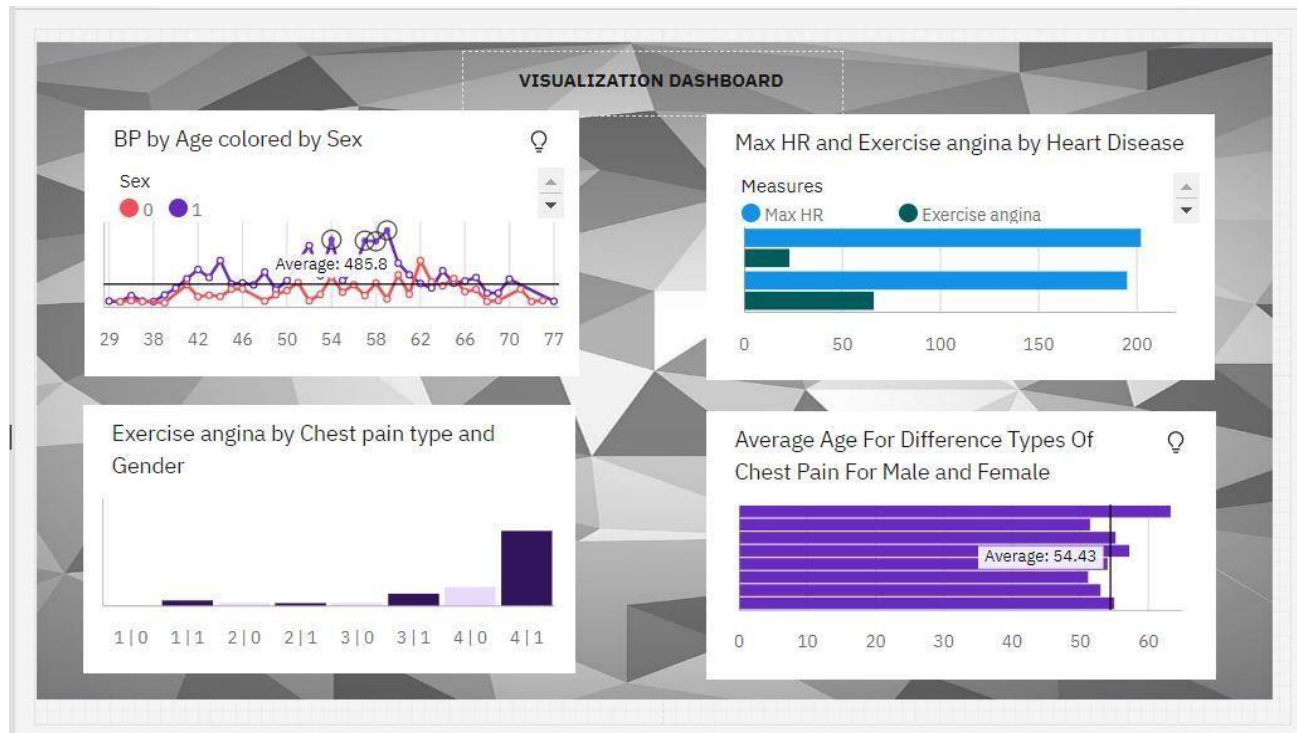 VISUALIZATION DASHBOARD
BP by Age colored by Sex
Sex
0 1
Average: 485.8
29 38 42 46 50 54 58 62 66 70 77
Max HR and Exercise angina by Heart Disease
Measures
Max HR Exercise angina
0 50 100 150 200
Exercise angina by Chest pain type and
Gender
1|0 1|1 2|0 2|1 3|0 3|1 4|0 4|1
Average Age For Difference Types Of
Chest Pain For Male and Female
Average: 54.43
0 10 20 30 40 50 60